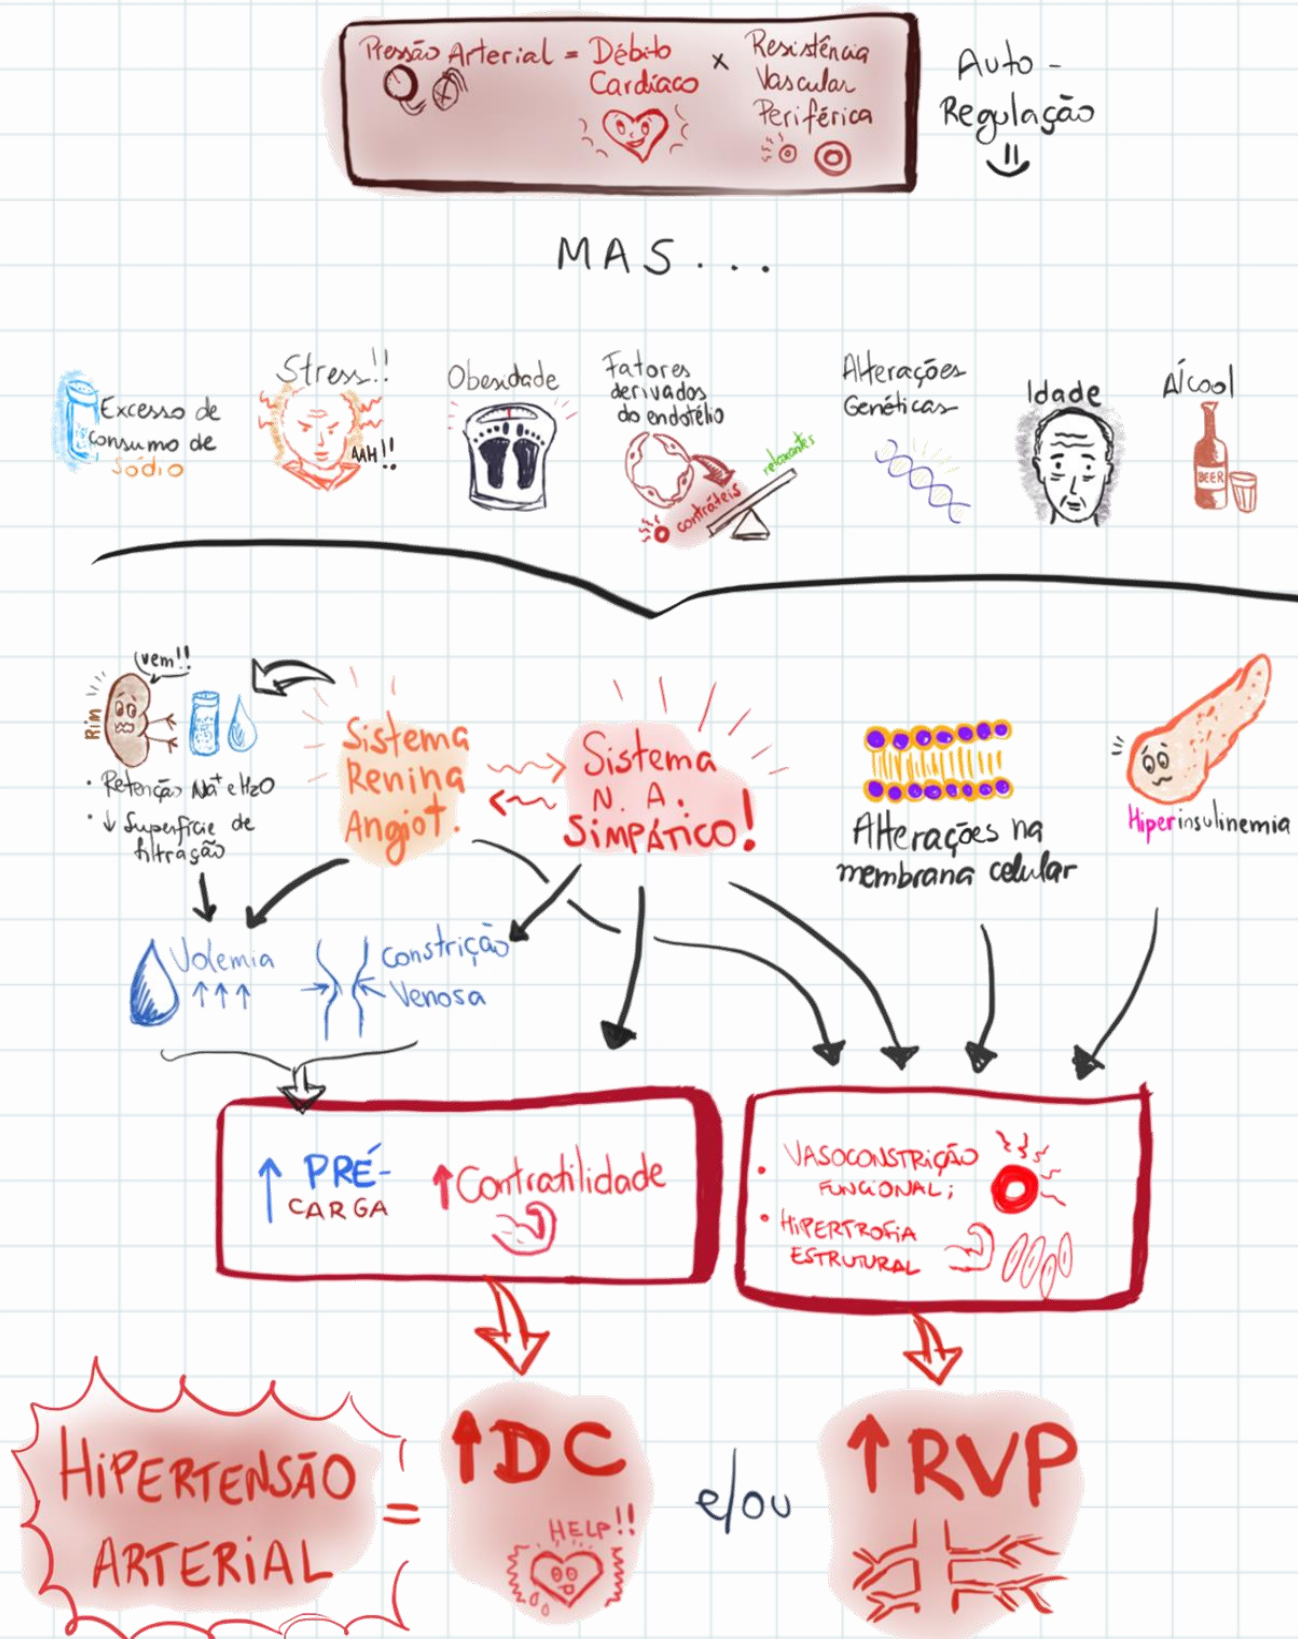 Pressão Arterial = Débito Cardíaco × Resistência Vascular Periférica
Auto-
Regulação
MAS...
Excesso de
consumo de
sódio
Stress!!
AAH!!
Obesidade
Fatores
derivados
do endotélio
relaxantes
contráteis
Alterações
Genéticas
Idade
Álcool
BEER
Vem!!
Rim
· Retenção Na+ e H2O
· ↓ Superfície de
filtração
Sistema
Renina
Angiot.
Sistema
N. A.
SIMPÁTICO!
Alterações na
membrana celular
Hiperinsulinemia
Volemia
↑↑↑
Constrição
Venosa
↑ PRÉ-
CARGA
↑ Contratilidade
• VASOCONSTRIÇÃO
FUNCIONAL;
• HIPERTROFIA
ESTRUTURAL
HIPERTENSÃO
ARTERIAL
=
↑DC
HELP!!
e/ou
↑RVP